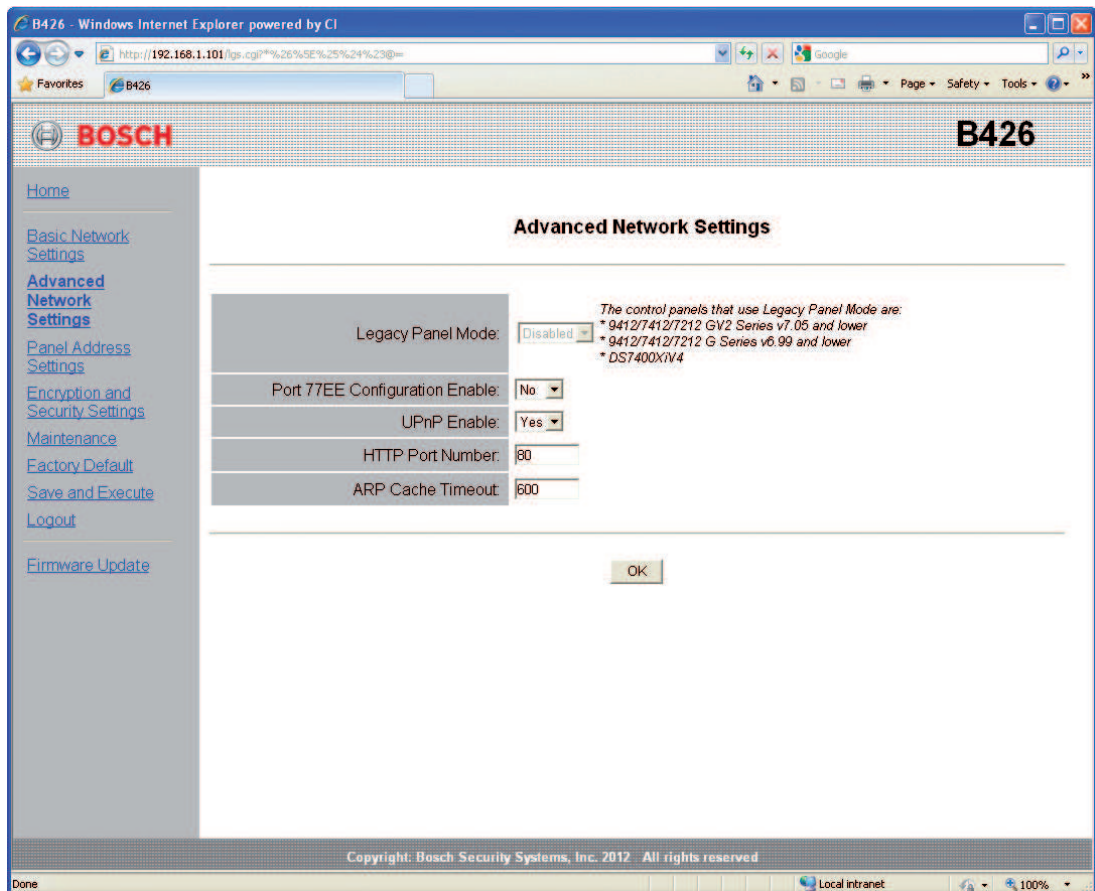 B426 - Windows Internet Explorer powered by CI
http://192.168.1.101/lgs.cgi?*%26%5E%25%24%23@=
Google
Favorites
B426
Page
Safety
Tools
BOSCH
B426
Home
Basic Network
Settings
Advanced
Network
Settings
Panel Address
Settings
Encryption and
Security Settings
Maintenance
Factory Default
Save and Execute
Logout
Firmware Update
Advanced Network Settings
Legacy Panel Mode:
Disabled
The control panels that use Legacy Panel Mode are:
* 9412/7412/7212 GV2 Series v7.05 and lower
* 9412/7412/7212 G Series v6.99 and lower
* DS7400XiV4
Port 77EE Configuration Enable:
No
UPnP Enable:
Yes
HTTP Port Number:
80
ARP Cache Timeout:
600
OK
Copyright: Bosch Security Systems, Inc. 2012 All rights reserved
Done
Local intranet
100%